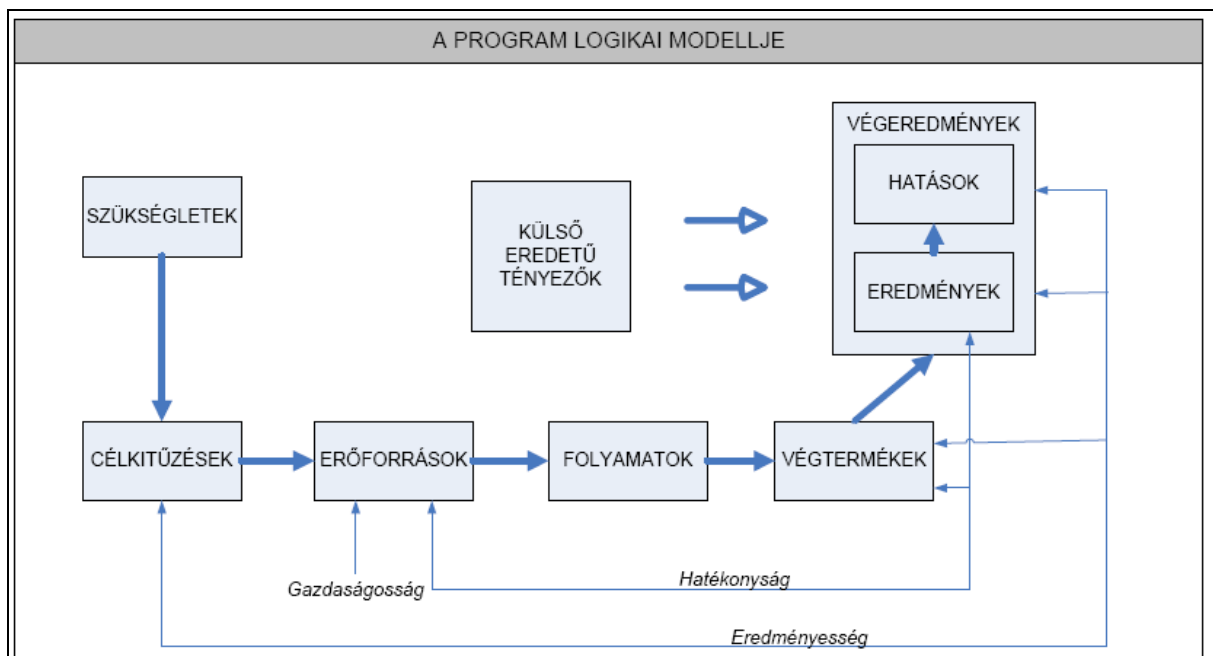 A PROGRAM LOGIKAI MODELLJE
VÉGEREDMÉNYEK
HATÁSOK
SZÜKSÉGLETEK
KÜLSŐ
EREDETŰ
TÉNYEZŐK
EREDMÉNYEK
CÉLKITŰZÉSEK
ERŐFORRÁSOK
FOLYAMATOK
VÉGTERMÉKEK
Gazdaságosság
Hatékonyság
Eredményesség